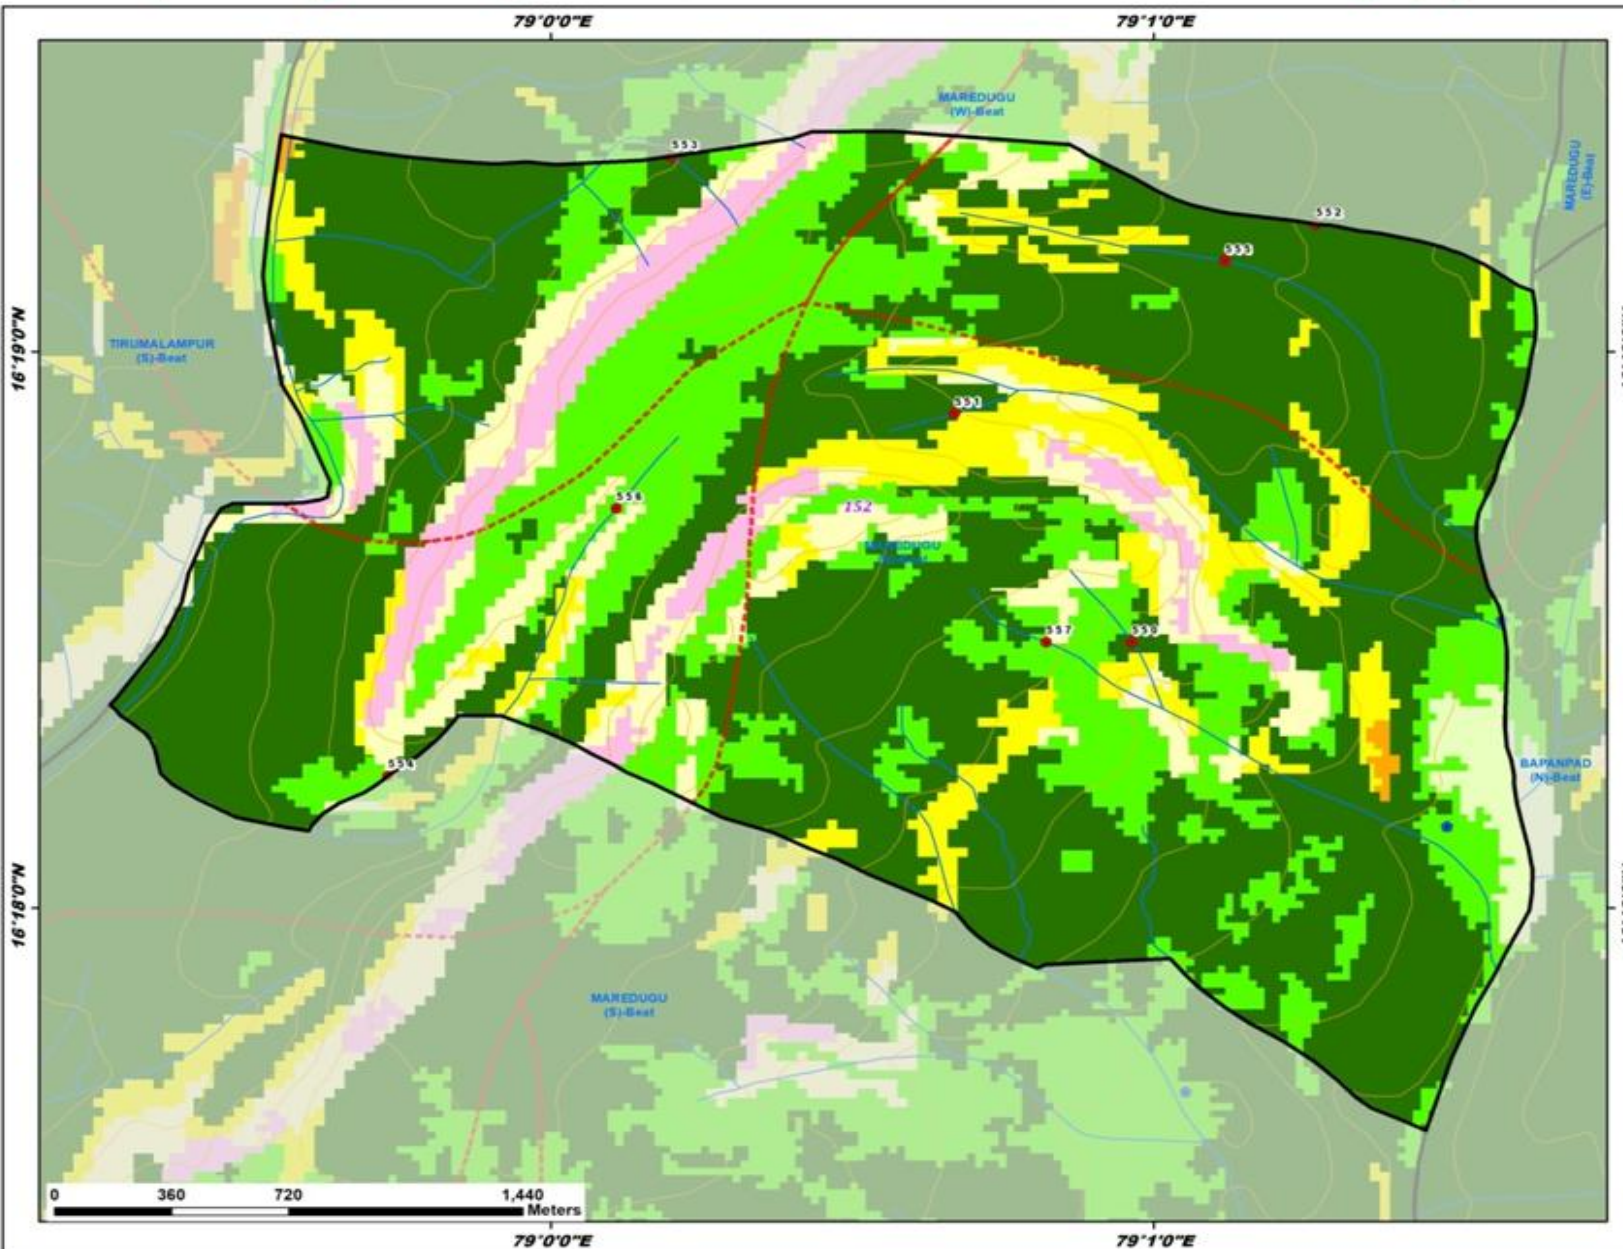 79°0'0"E
79°1'0"E
MAREDUGU
(W)-Beat
MAREDUGU
(E)-Beat
553
552
555
16°19'0"N
TIRUMALAMPUR
(S)-Beat
551
556
152
MAREDUGU
557
550
BAPANPAD
(N)-Beat
554
16°18'0"N
MAREDUGU
(S)-Beat
0 360 720 1,440
Meters
79°0'0"E
79°1'0"E